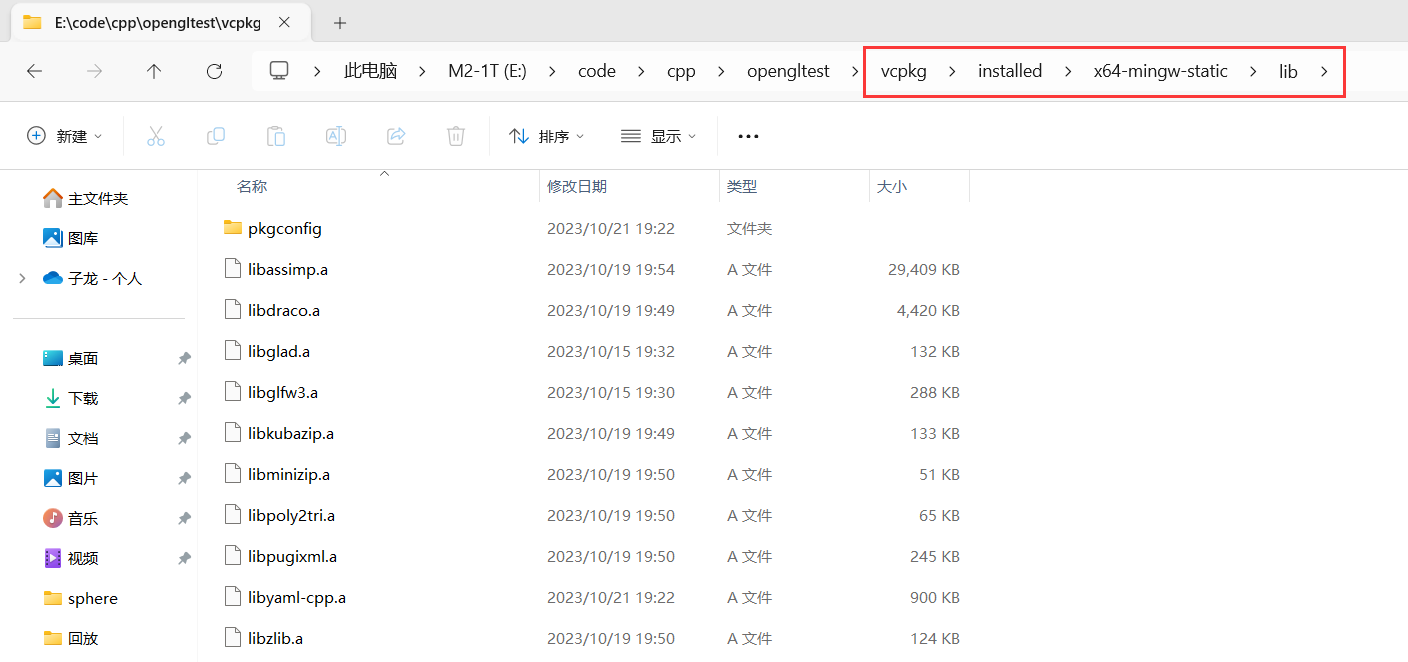 E:\code\cpp\opengltest\vcpkg
此电脑 M2-1T (E:) code cpp opengltest vcpkg installed x64-mingw-static lib
新建 排序 显示
名称 修改日期 类型 大小
主文件夹
图库
子龙 - 个人
桌面
下载
文档
图片
音乐
视频
sphere
回放
pkgconfig 2023/10/21 19:22 文件夹
libassimp.a 2023/10/19 19:54 A 文件 29,409 KB
libdraco.a 2023/10/19 19:49 A 文件 4,420 KB
libglad.a 2023/10/15 19:32 A 文件 132 KB
libglfw3.a 2023/10/15 19:30 A 文件 288 KB
libkubazip.a 2023/10/19 19:49 A 文件 133 KB
libminizip.a 2023/10/19 19:50 A 文件 51 KB
libpoly2tri.a 2023/10/19 19:50 A 文件 65 KB
libpugixml.a 2023/10/19 19:50 A 文件 245 KB
libyaml-cpp.a 2023/10/21 19:22 A 文件 900 KB
libzlib.a 2023/10/19 19:50 A 文件 124 KB